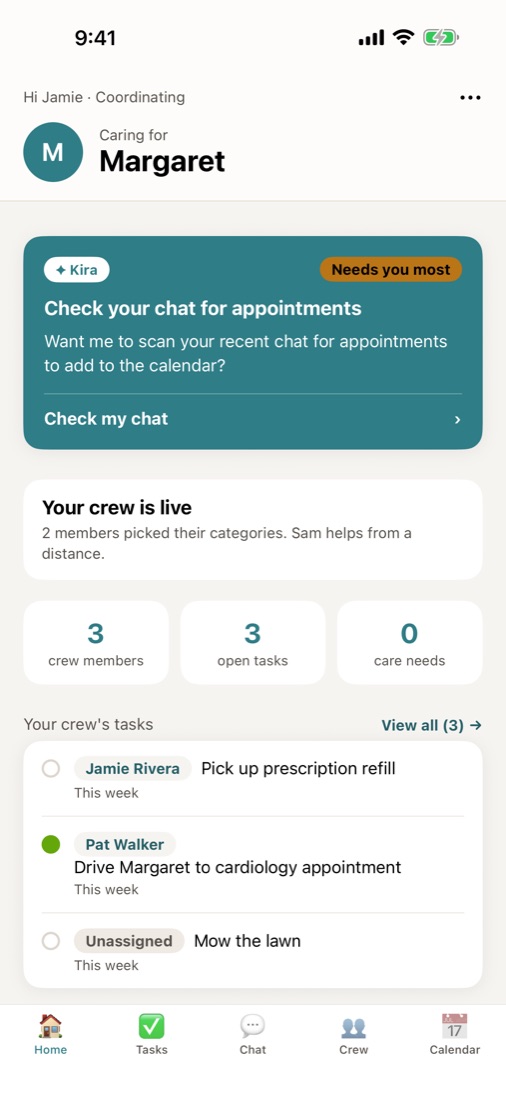 9:41
Hi Jamie · Coordinating
M
Caring for
Margaret
✦ Kira
Needs you most
Check your chat for appointments
Want me to scan your recent chat for appointments
to add to the calendar?
Check my chat ›
Your crew is live
2 members picked their categories. Sam helps from a
distance.
3
crew members
3
open tasks
0
care needs
Your crew's tasks
View all (3) →
Jamie Rivera Pick up prescription refill
This week
Pat Walker
Drive Margaret to cardiology appointment
This week
Unassigned Mow the lawn
This week
17
Home
Tasks
Chat
Crew
Calendar